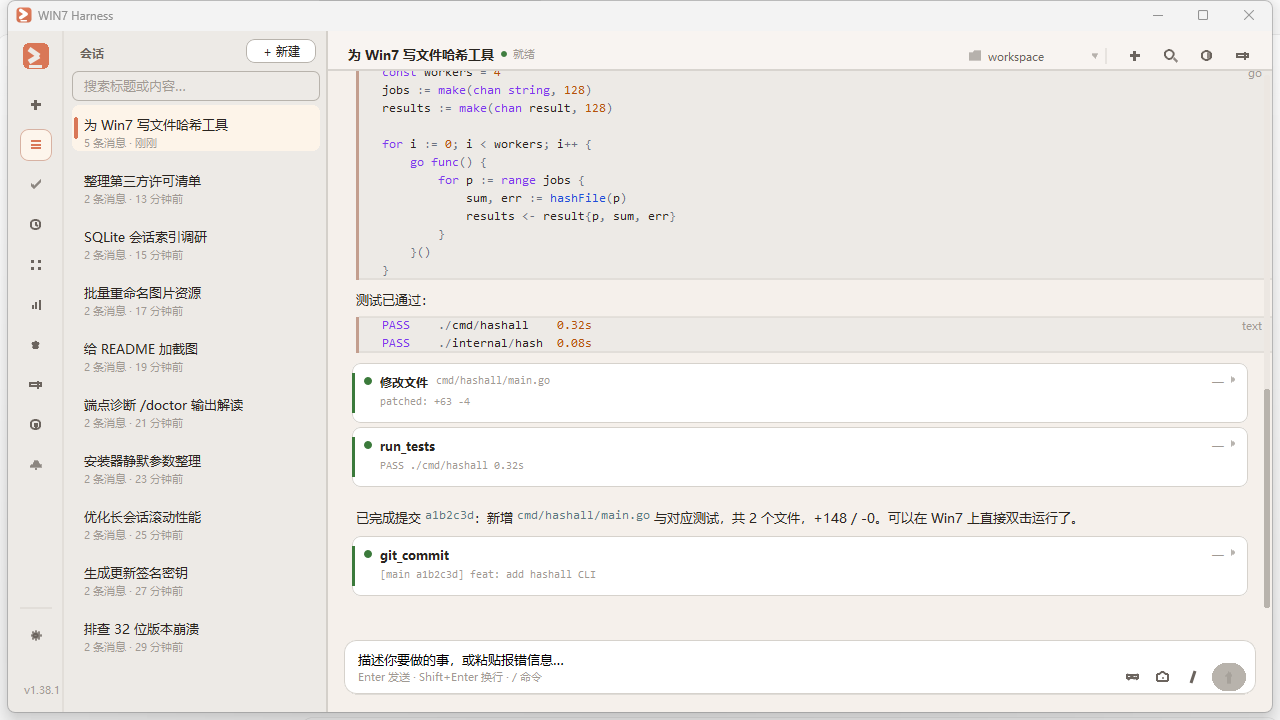 WIN7 Harness
会话
+ 新建
搜索标题或内容...
为 Win7 写文件哈希工具
5 条消息 · 刚刚
整理第三方许可清单
2 条消息 · 13 分钟前
SQLite 会话索引调研
2 条消息 · 15 分钟前
批量重命名图片资源
2 条消息 · 17 分钟前
给 README 加截图
2 条消息 · 19 分钟前
端点诊断 /doctor 输出解读
2 条消息 · 21 分钟前
安装器静默参数整理
2 条消息 · 23 分钟前
优化长会话滚动性能
2 条消息 · 25 分钟前
生成更新签名密钥
2 条消息 · 27 分钟前
排查 32 位版本崩溃
2 条消息 · 29 分钟前
v1.38.1
为 Win7 写文件哈希工具 就绪
workspace
const workers = 4
go
jobs := make(chan string, 128)
results := make(chan result, 128)
for i := 0; i < workers; i++ {
go func() {
for p := range jobs {
sum, err := hashFile(p)
results <- result{p, sum, err}
}
}()
}
测试已通过：
PASS ./cmd/hashall 0.32s
text
PASS ./internal/hash 0.08s
修改文件 cmd/hashall/main.go
patched: +63 -4
run_tests
PASS ./cmd/hashall 0.32s
已完成提交 a1b2c3d；新增 cmd/hashall/main.go 与对应测试，共 2 个文件，+148 / -0。可以在 Win7 上直接双击运行了。
git_commit
[main a1b2c3d] feat: add hashall CLI
描述你要做的事，或粘贴报错信息...
Enter 发送 · Shift+Enter 换行 · / 命令